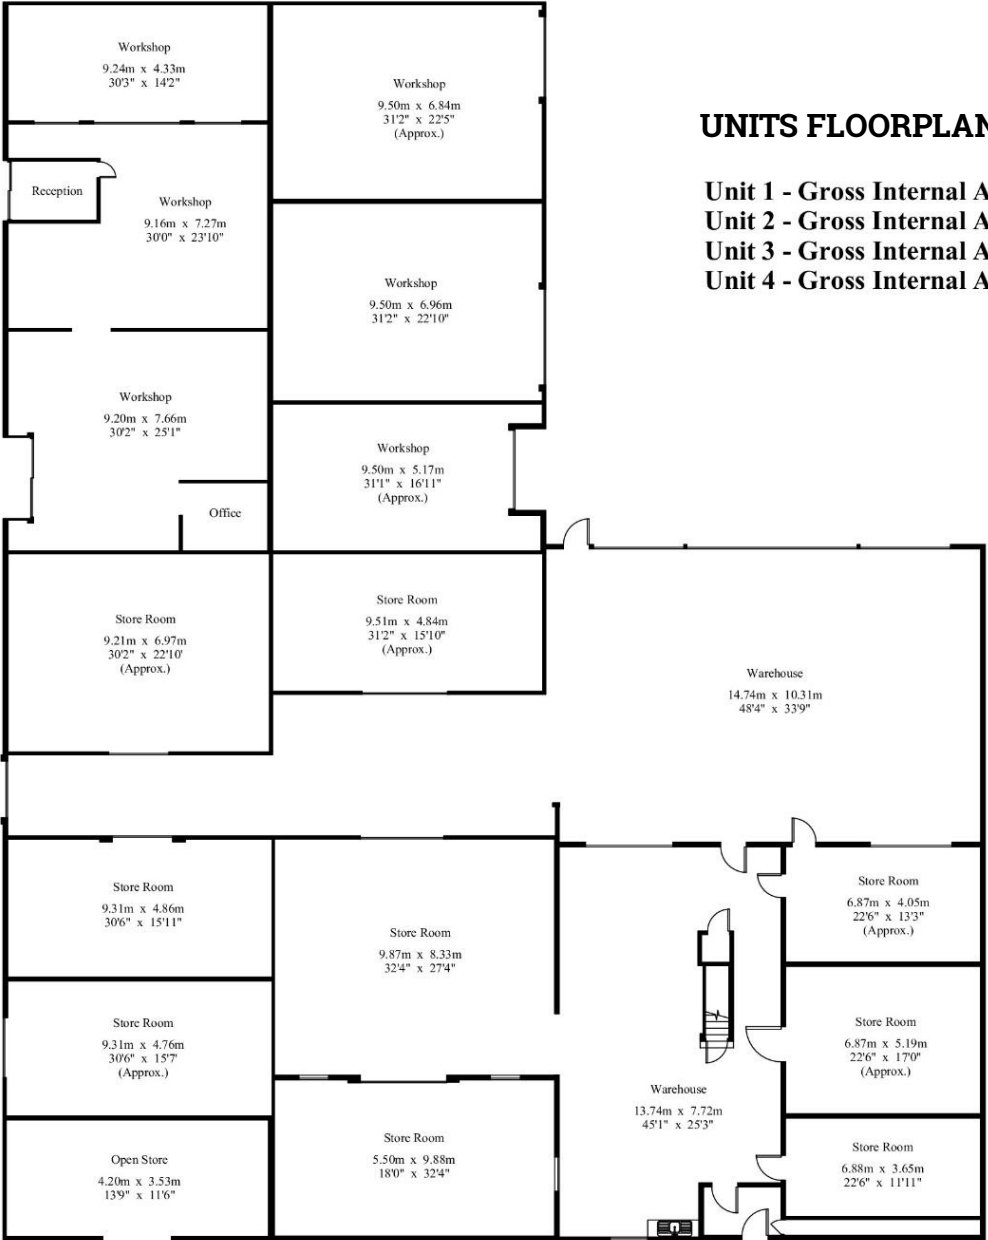 Workshop
9.24m x 4.33m
30'3" x 14'2"
Workshop
9.50m x 6.84m
31'2" x 22'5"
(Approx.)
UNITS FLOORPLAN
Unit 1 - Gross Internal A
Unit 2 - Gross Internal A
Unit 3 - Gross Internal A
Unit 4 - Gross Internal A
Reception
Workshop
9.16m x 7.27m
30'0" x 23'10"
Workshop
9.50m x 6.96m
31'2" x 22'10"
Workshop
9.20m x 7.66m
30'2" x 25'1"
Workshop
9.50m x 5.17m
31'1" x 16'11"
(Approx.)
Office
Store Room
9.21m x 6.97m
30'2" x 22'10'
(Approx.)
Store Room
9.51m x 4.84m
31'2" x 15'10"
(Approx.)
Warehouse
14.74m x 10.31m
48'4" x 33'9"
Store Room
9.31m x 4.86m
30'6" x 15'11"
Store Room
9.87m x 8.33m
32'4" x 27'4"
Store Room
6.87m x 4.05m
22'6" x 13'3"
(Approx.)
Store Room
9.31m x 4.76m
30'6" x 15'7'
(Approx.)
Store Room
6.87m x 5.19m
22'6" x 17'0"
(Approx.)
Warehouse
13.74m x 7.72m
45'1" x 25'3"
Open Store
4.20m x 3.53m
13'9" x 11'6"
Store Room
5.50m x 9.88m
18'0" x 32'4"
Store Room
6.88m x 3.65m
22'6" x 11'11"